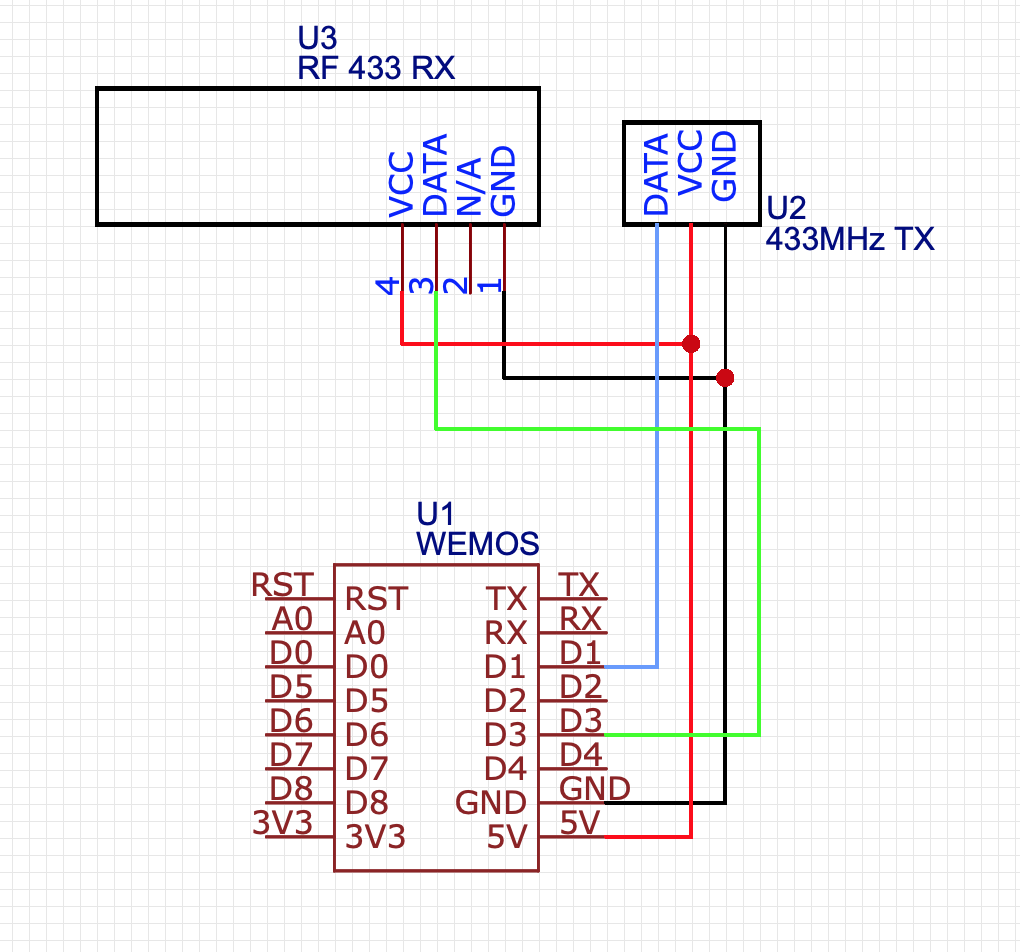 U3
RF 433 RX
VCC
DATA
N/A
GND
4
3
2
1
DATA
VCC
GND
U2
433MHz TX
U1
WEMOS
RST RST TX TX
A0 A0 RX RX
D0 D0 D1 D1
D5 D5 D2 D2
D6 D6 D3 D3
D7 D7 D4 D4
D8 D8 GND GND
3V3 3V3 5V 5V